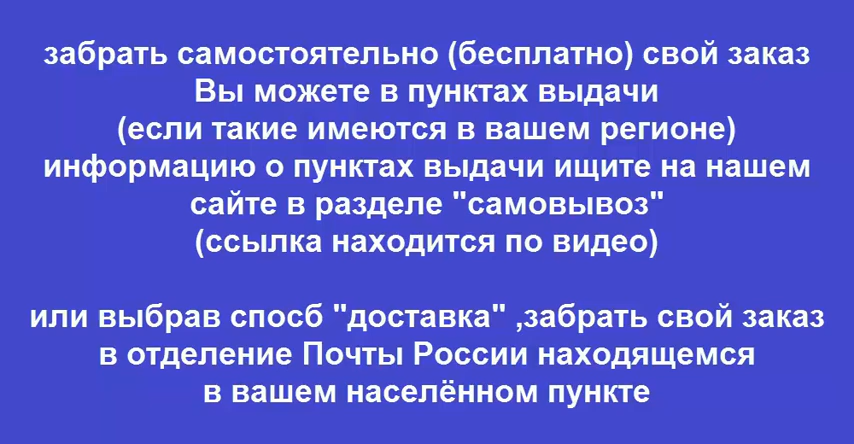 забрать самостоятельно (бесплатно) свой заказ
Вы можете в пунктах выдачи
(если такие имеются в вашем регионе)
информацию о пунктах выдачи ищите на нашем
сайте в разделе "самовывоз"
(ссылка находится по видео)
или выбрав спосб "доставка" ,забрать свой заказ
в отделение Почты России находящемся
в вашем населённом пункте